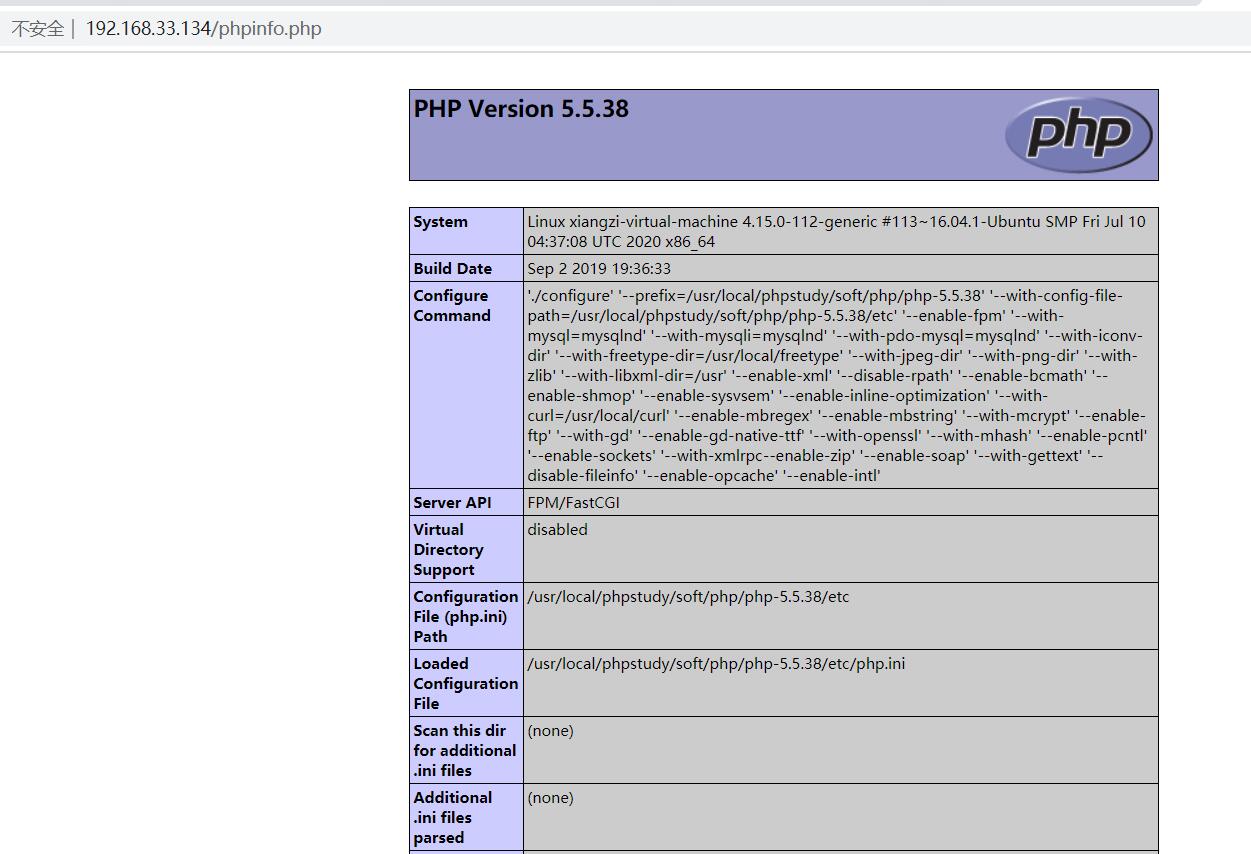 不安全 | 192.168.33.134/phpinfo.php
PHP Version 5.5.38
php
System
Linux xiangzi-virtual-machine 4.15.0-112-generic #113~16.04.1-Ubuntu SMP Fri Jul 10
04:37:08 UTC 2020 x86_64
Build Date
Sep 2 2019 19:36:33
Configure
Command
'./configure' '--prefix=/usr/local/phpstudy/soft/php/php-5.5.38' '--with-config-file-
path=/usr/local/phpstudy/soft/php/php-5.5.38/etc' '--enable-fpm' '--with-
mysql=mysqlnd' '--with-mysqli=mysqlnd' '--with-pdo-mysql=mysqlnd' '--with-iconv-
dir' '--with-freetype-dir=/usr/local/freetype' '--with-jpeg-dir' '--with-png-dir' '--with-
zlib' '--with-libxml-dir=/usr' '--enable-xml' '--disable-rpath' '--enable-bcmath' '--
enable-shmop' '--enable-sysvsem' '--enable-inline-optimization' '--with-
curl=/usr/local/curl' '--enable-mbregex' '--enable-mbstring' '--with-mcrypt' '--enable-
ftp' '--with-gd' '--enable-gd-native-ttf' '--with-openssl' '--with-mhash' '--enable-pcntl'
'--enable-sockets' '--with-xmlrpc--enable-zip' '--enable-soap' '--with-gettext' '--
disable-fileinfo' '--enable-opcache' '--enable-intl'
Server API
FPM/FastCGI
Virtual
Directory
Support
disabled
Configuration
File (php.ini)
Path
/usr/local/phpstudy/soft/php/php-5.5.38/etc
Loaded
Configuration
File
/usr/local/phpstudy/soft/php/php-5.5.38/etc/php.ini
Scan this dir
for additional
.ini files
(none)
Additional
.ini files
parsed
(none)